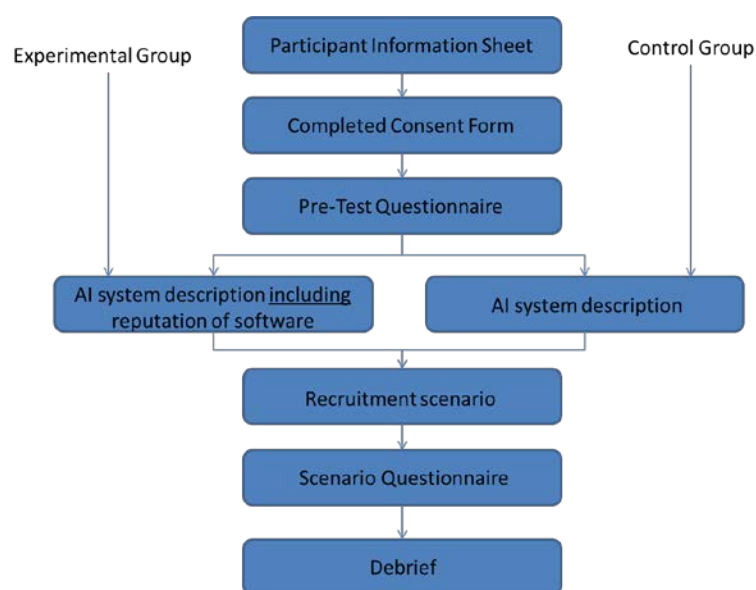 Participant Information Sheet
Experimental Group
Control Group
Completed Consent Form
Pre-Test Questionnaire
AI system description including
reputation of software
AI system description
Recruitment scenario
Scenario Questionnaire
Debrief